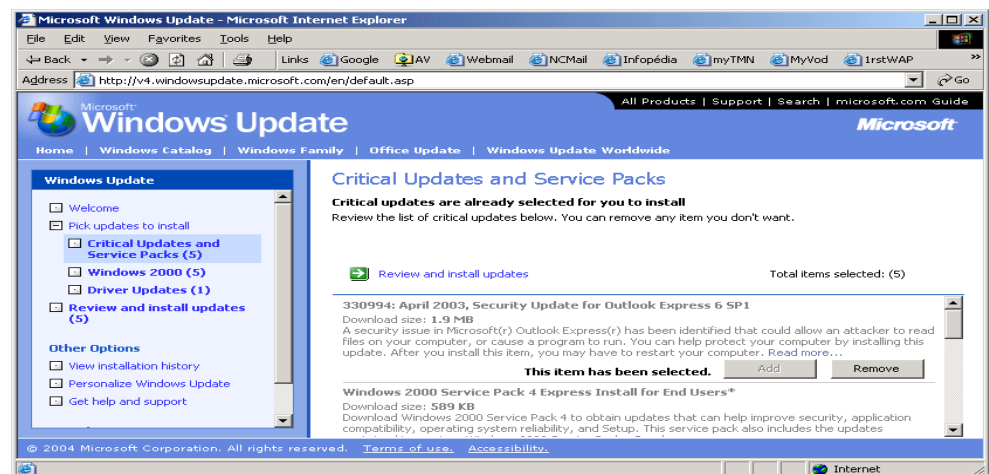 Microsoft Windows Update - Microsoft Internet Explorer
File Edit View Favorites Tools Help
Back Links Google AV Webmail NCMail Infopédia myTMN MyVod 1rstWAP »
Address http://v4.windowsupdate.microsoft.com/en/default.asp Go
All Products | Support | Search | microsoft.com Guide
Microsoft
Windows Update
Microsoft
Home | Windows Catalog | Windows Family | Office Update | Windows Update Worldwide
Windows Update
Welcome
Pick updates to install
Critical Updates and
Service Packs (5)
Windows 2000 (5)
Driver Updates (1)
Review and install updates
(5)
Other Options
View installation history
Personalize Windows Update
Get help and support
Critical Updates and Service Packs
Critical updates are already selected for you to install
Review the list of critical updates below. You can remove any item you don't want.
Review and install updates Total items selected: (5)
330994: April 2003, Security Update for Outlook Express 6 SP1
Download size: 1.9 MB
A security issue in Microsoft(r) Outlook Express(r) has been identified that could allow an attacker to read
files on your computer, or cause a program to run. You can help protect your computer by installing this
update. After you install this item, you may have to restart your computer. Read more...
This item has been selected. Add Remove
Windows 2000 Service Pack 4 Express Install for End Users*
Download size: 589 KB
Download Windows 2000 Service Pack 4 to obtain updates that can help improve security, application
compatibility, operating system reliability, and Setup. This service pack also includes the updates
© 2004 Microsoft Corporation. All rights reserved. Terms of use. Accessibility.
Internet